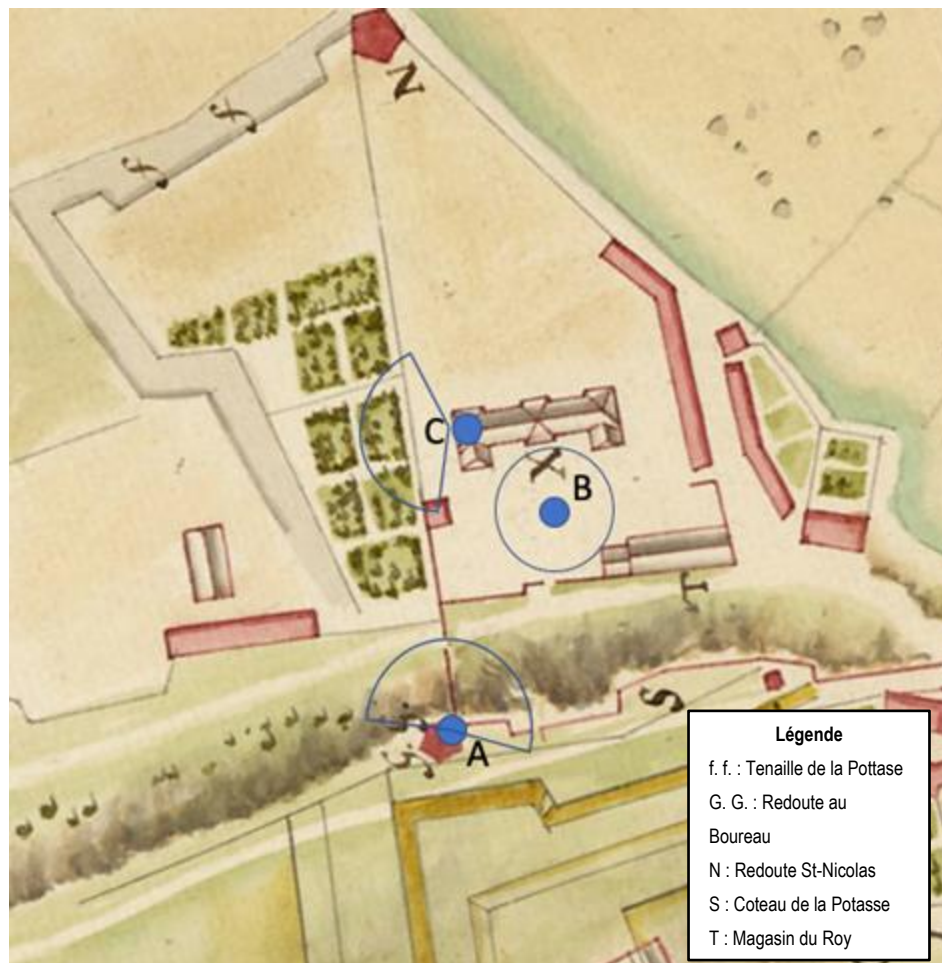 N
f
f
C
B
T
S
A
Légende
f. f. : Tenaille de la Pottase
G. G. : Redoute au
Boureau
N : Redoute St-Nicolas
S : Coteau de la Potasse
T : Magasin du Roy